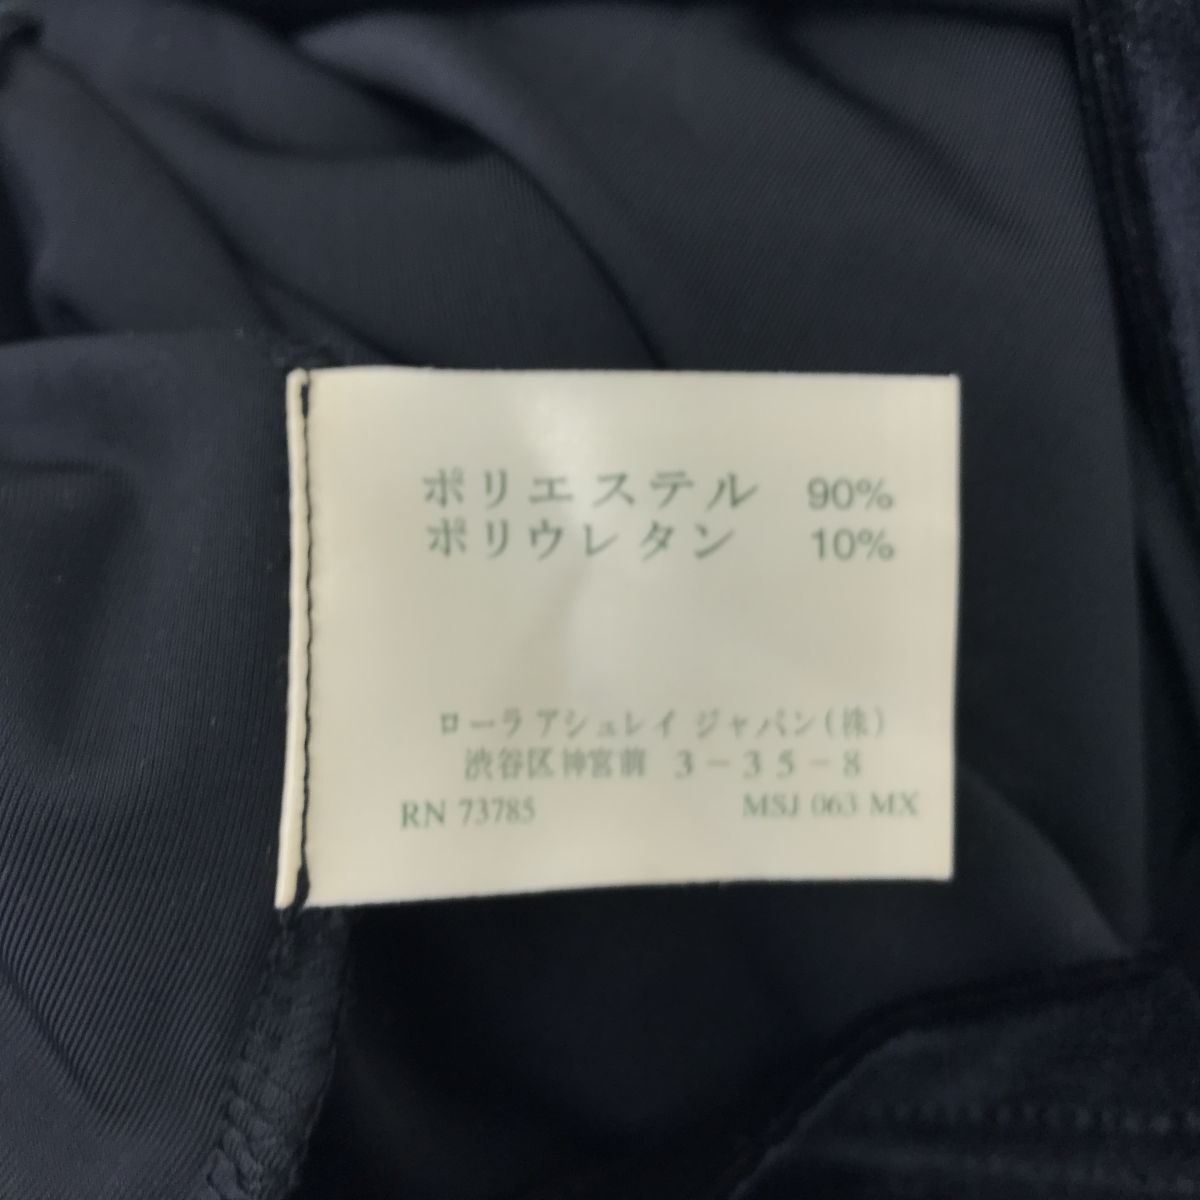 ポリエステル 90%
ポリウレタン 10%
ローラ アシュレイ ジャパン(株)
渋谷区神宮前 3-35-8
RN 73785 MSJ 063 MX